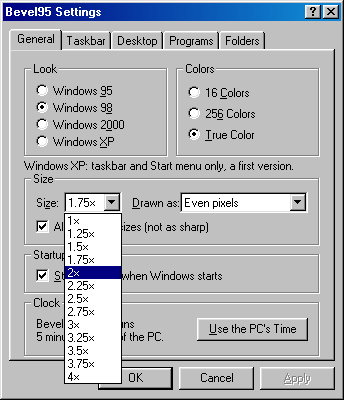 Bevel95 Settings
General Taskbar Desktop Programs Folders
Look Colors
Windows 95 16 Colors
Windows 98 256 Colors
Windows 2000 True Color
Windows XP
Windows XP: taskbar and Start menu only, a first version.
Size
Size: 1.75× Drawn as: Even pixels
1×
1.25×
sizes (not as sharp)
1.5×
1.75×
Startup
2×
when Windows starts
2.25×
2.5×
2.75×
Clock
3×
3.25×
Use the PC's Time
5 minu of the PC.
3.5×
3.75×
4×
OK Cancel Apply